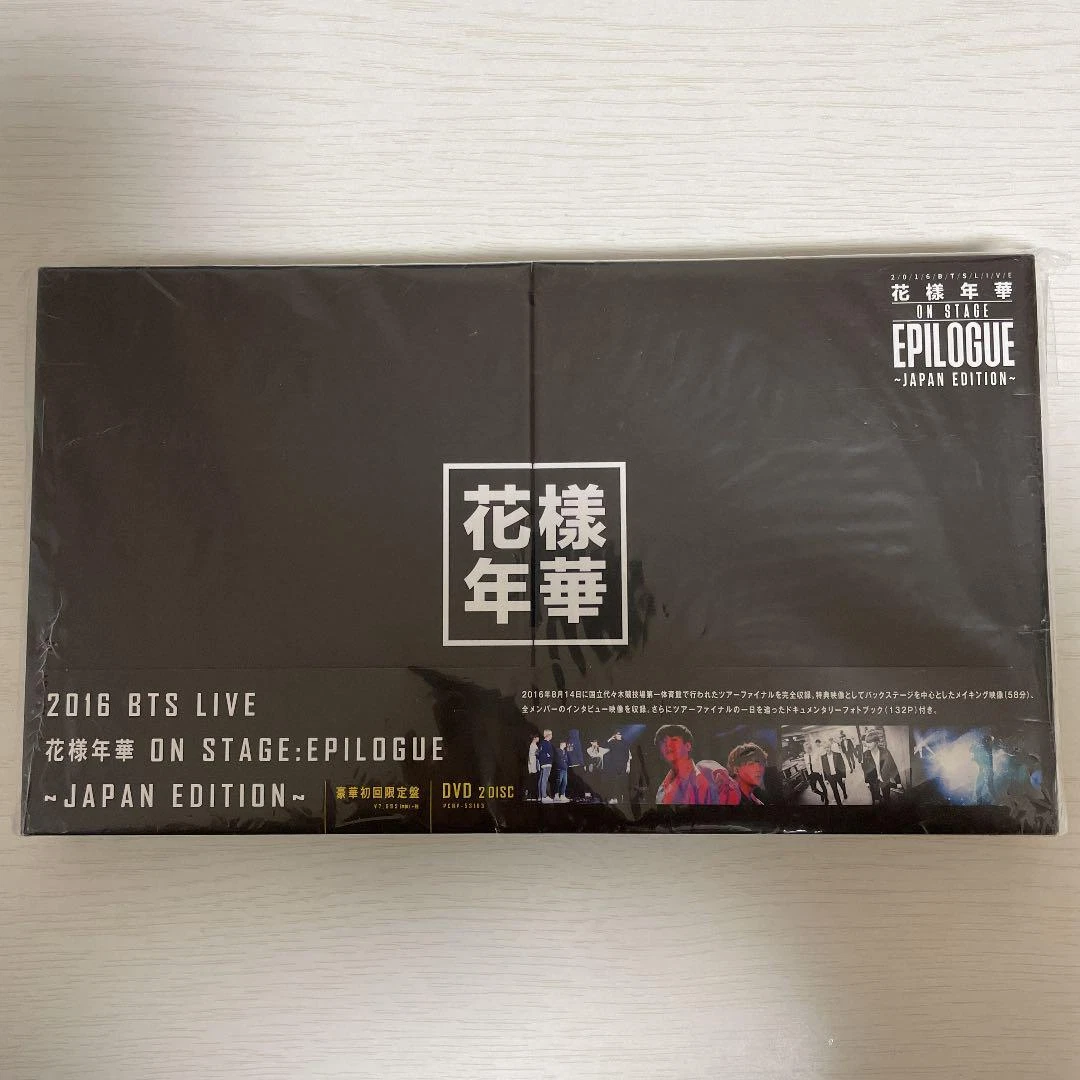 2/0/1/6/B/T/S/L/I/V/E
花樣年華
ON STAGE
EPILOGUE
~JAPAN EDITION~
花樣
年華
2016 BTS LIVE
花様年華 ON STAGE:EPILOGUE
~JAPAN EDITION~
豪華初回限定盤
DVD 2DISC
2016年8月14日に国立代々木競技場第一体育館で行われたツアーファイナルを完全収録。特典映像としてバックステージを中心としたメイキング映像(58分)、
全メンバーのインタビュー映像を収録。さらにツアーファイナルの一日を追ったドキュメンタリーフォトブック(132P)付き。